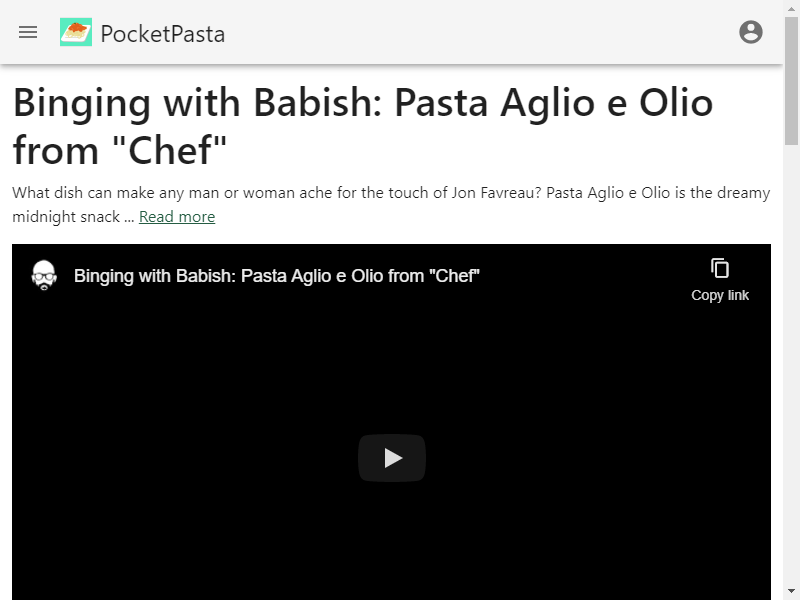 PocketPasta
Binging with Babish: Pasta Aglio e Olio
from "Chef"
What dish can make any man or woman ache for the touch of Jon Favreau? Pasta Aglio e Olio is the dreamy
midnight snack ... Read more
Binging with Babish: Pasta Aglio e Olio from "Chef"
Copy link